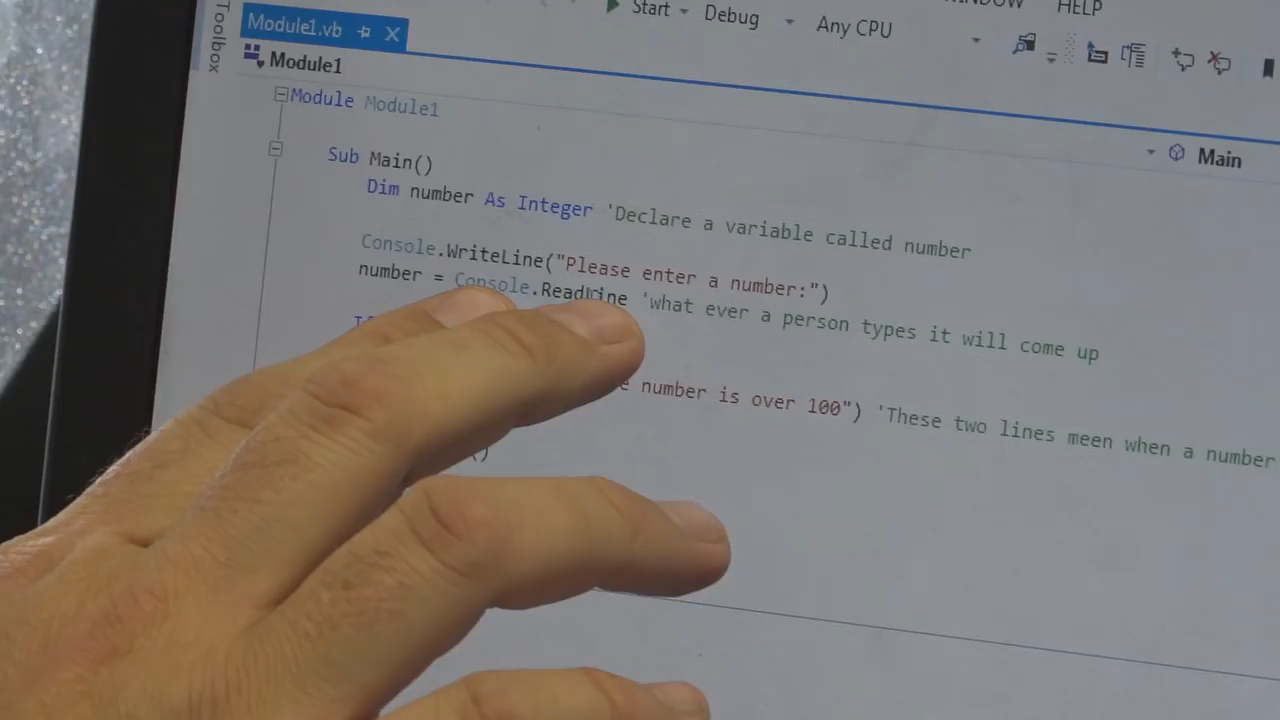 Toolbox
Start Debug Any CPU
HELP
Module1.vb
Module1
Main
Module Module1
Sub Main()
Dim number As Integer 'Declare a variable called number
Console.WriteLine("Please enter a number:")
number = Console.ReadLine 'what ever a person types it will come up
number is over 100") 'These two lines meen when a number
()